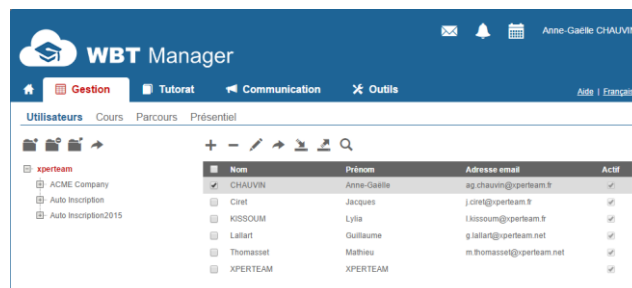 Anne-Gaëlle CHAUVIN
WBT Manager
Gestion Tutorat Communication Outils
Aide | Français
Utilisateurs Cours Parcours Présentiel
xperteam
ACME Company
Auto Inscription
Auto Inscription2015
Nom Prénom Adresse email Actif
CHAUVIN Anne-Gaëlle ag.chauvin@xperteam.fr
Ciret Jacques j.ciret@xperteam.fr
KISSOUM Lylia l.kissoum@xperteam.fr
Lallart Guillaume g.lallart@xperteam.net
Thomasset Mathieu m.thomasset@xperteam.net
XPERTEAM XPERTEAM